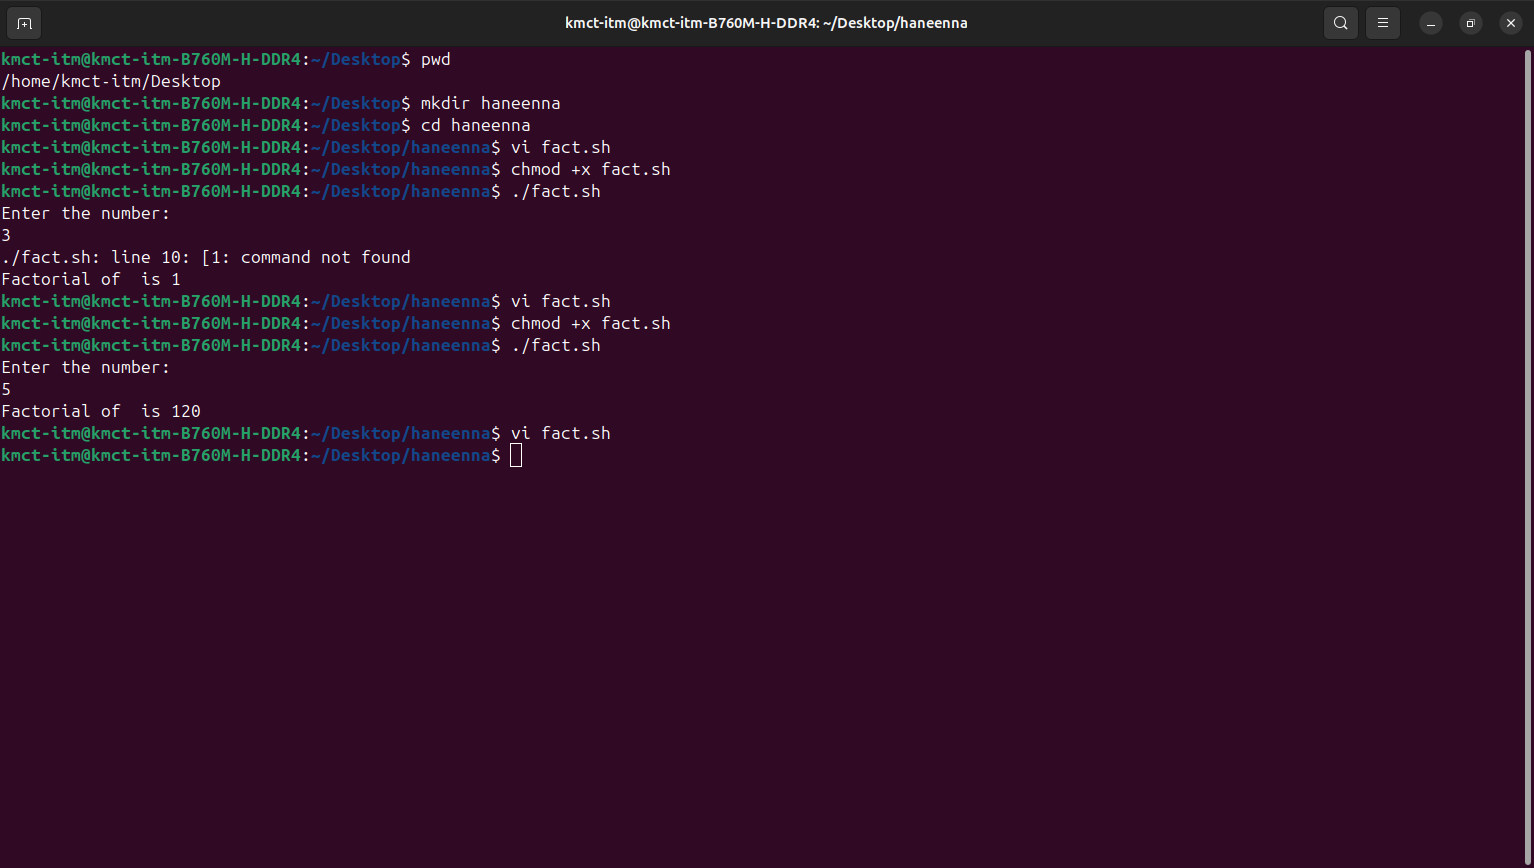 kmct-itm@kmct-itm-B760M-H-DDR4: ~/Desktop/haneenna
kmct-itm@kmct-itm-B760M-H-DDR4:~/Desktop$ pwd
/home/kmct-itm/Desktop
kmct-itm@kmct-itm-B760M-H-DDR4:~/Desktop$ mkdir haneenna
kmct-itm@kmct-itm-B760M-H-DDR4:~/Desktop$ cd haneenna
kmct-itm@kmct-itm-B760M-H-DDR4:~/Desktop/haneenna$ vi fact.sh
kmct-itm@kmct-itm-B760M-H-DDR4:~/Desktop/haneenna$ chmod +x fact.sh
kmct-itm@kmct-itm-B760M-H-DDR4:~/Desktop/haneenna$ ./fact.sh
Enter the number:
3
./fact.sh: line 10: [1: command not found
Factorial of  is 1
kmct-itm@kmct-itm-B760M-H-DDR4:~/Desktop/haneenna$ vi fact.sh
kmct-itm@kmct-itm-B760M-H-DDR4:~/Desktop/haneenna$ chmod +x fact.sh
kmct-itm@kmct-itm-B760M-H-DDR4:~/Desktop/haneenna$ ./fact.sh
Enter the number:
5
Factorial of  is 120
kmct-itm@kmct-itm-B760M-H-DDR4:~/Desktop/haneenna$ vi fact.sh
kmct-itm@kmct-itm-B760M-H-DDR4:~/Desktop/haneenna$